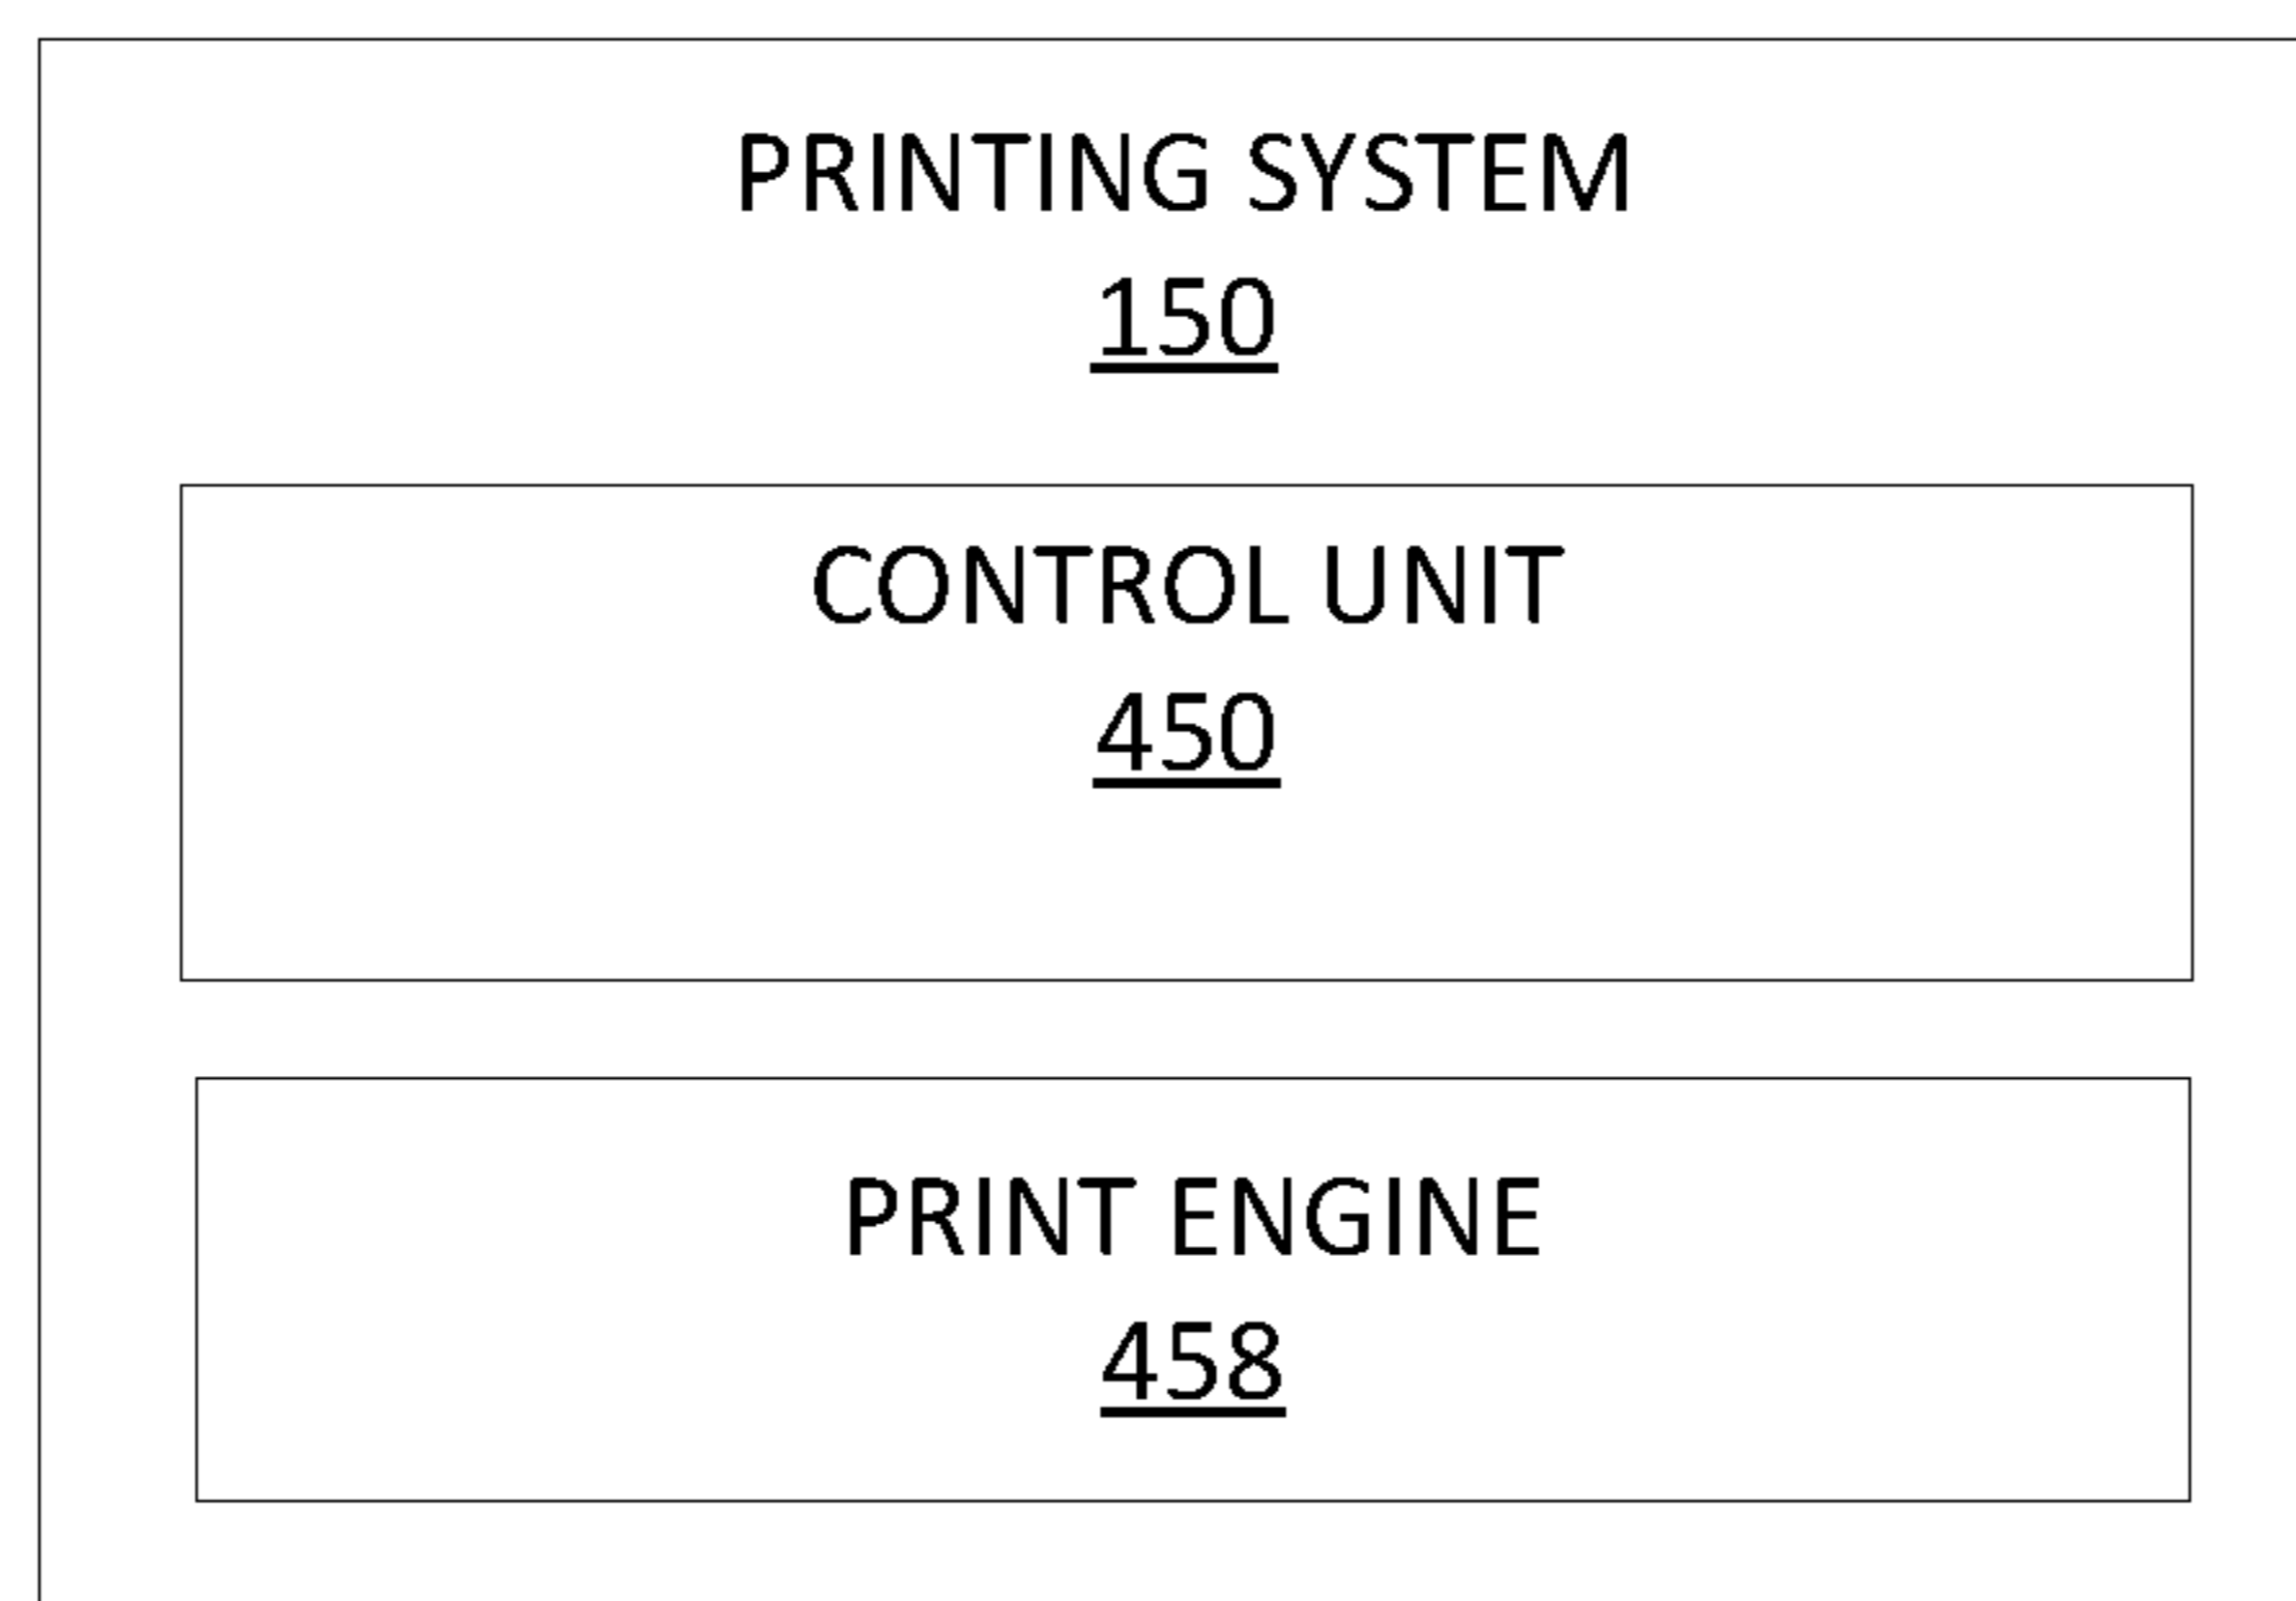 PRINTING SYSTEM
150
CONTROL UNIT
450
PRINT ENGINE
458